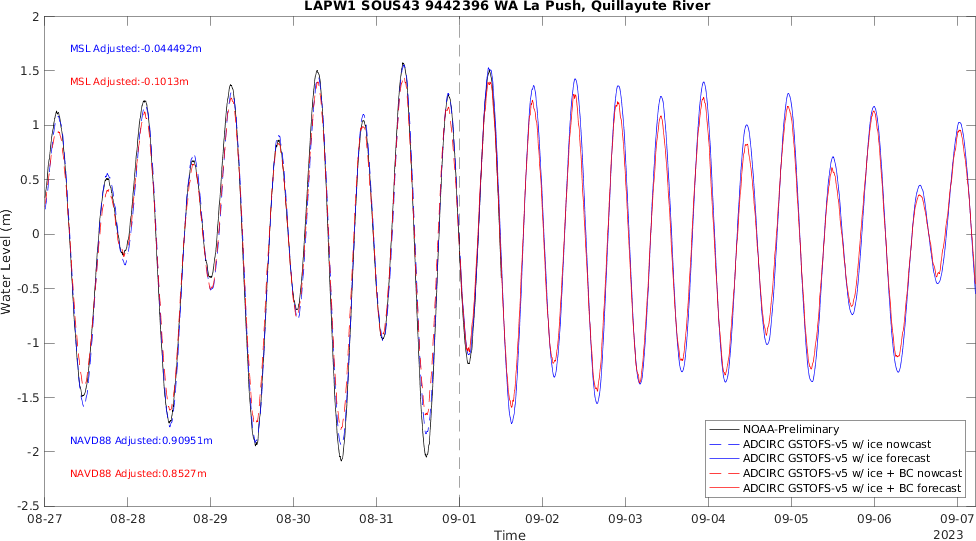 LAPW1 SOUS43 9442396 WA La Push, Quillayute River
2
1.5
1
0.5
0
-0.5
-1
-1.5
-2
-2.5
Water Level (m)
MSL Adjusted:-0.044492m
MSL Adjusted:-0.1013m
NAVD88 Adjusted:0.90951m
NAVD88 Adjusted:0.8527m
NOAA-Preliminary
ADCIRC GSTOFS-v5 w/ ice nowcast
ADCIRC GSTOFS-v5 w/ ice forecast
ADCIRC GSTOFS-v5 w/ ice + BC nowcast
ADCIRC GSTOFS-v5 w/ ice + BC forecast
08-27 08-28 08-29 08-30 08-31 09-01 09-02 09-03 09-04 09-05 09-06 09-07
Time
2023